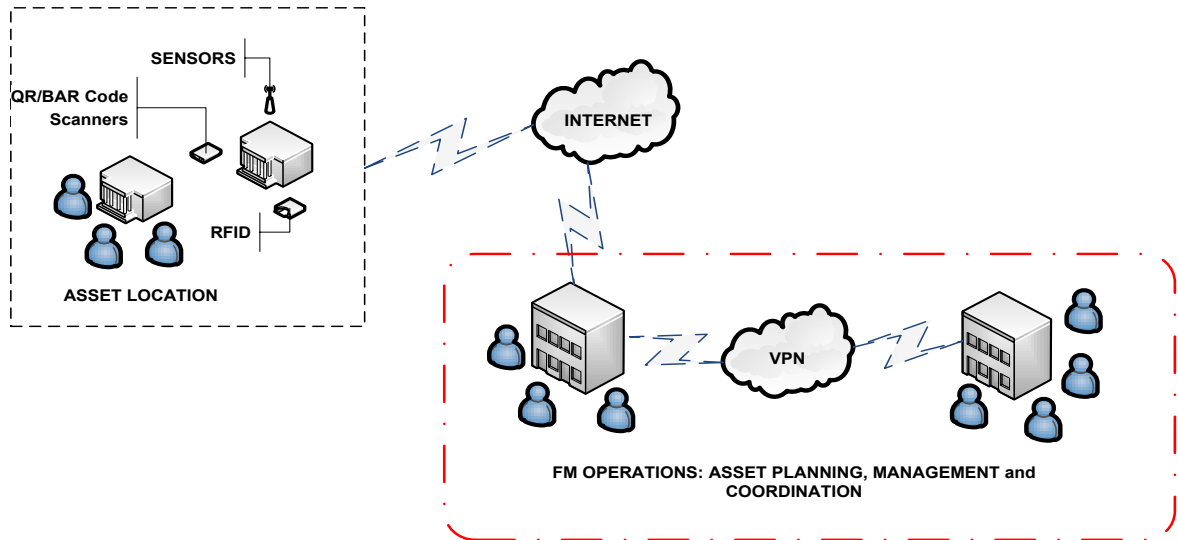 SENSORS
QR/BAR Code
Scanners
RFID
ASSET LOCATION
INTERNET
VPN
FM OPERATIONS: ASSET PLANNING, MANAGEMENT and
COORDINATION